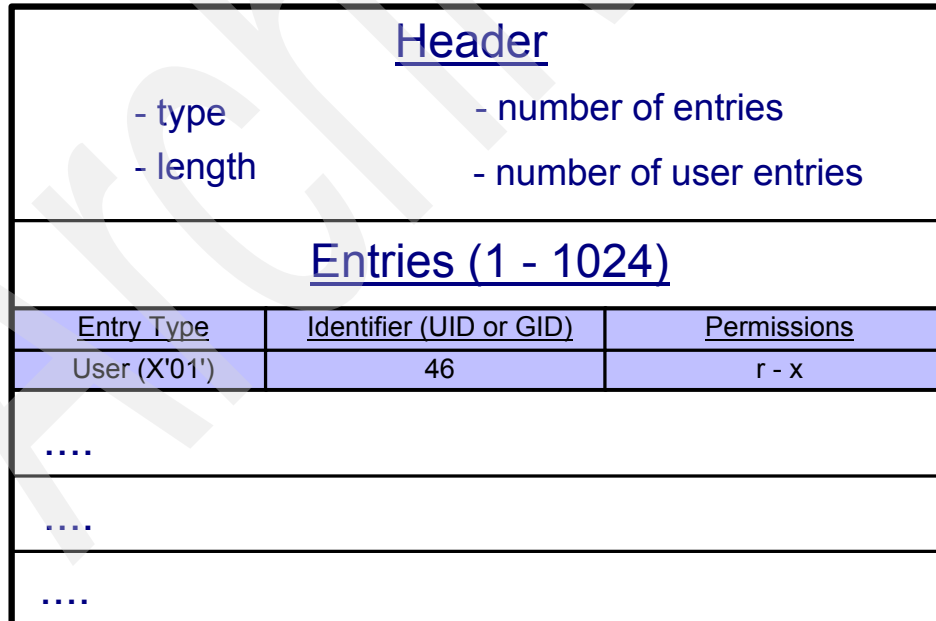 Header
- type - number of entries
- length - number of user entries
Entries (1 - 1024)
Entry Type Identifier (UID or GID) Permissions
User (X'01') 46 r - x
....
....
....